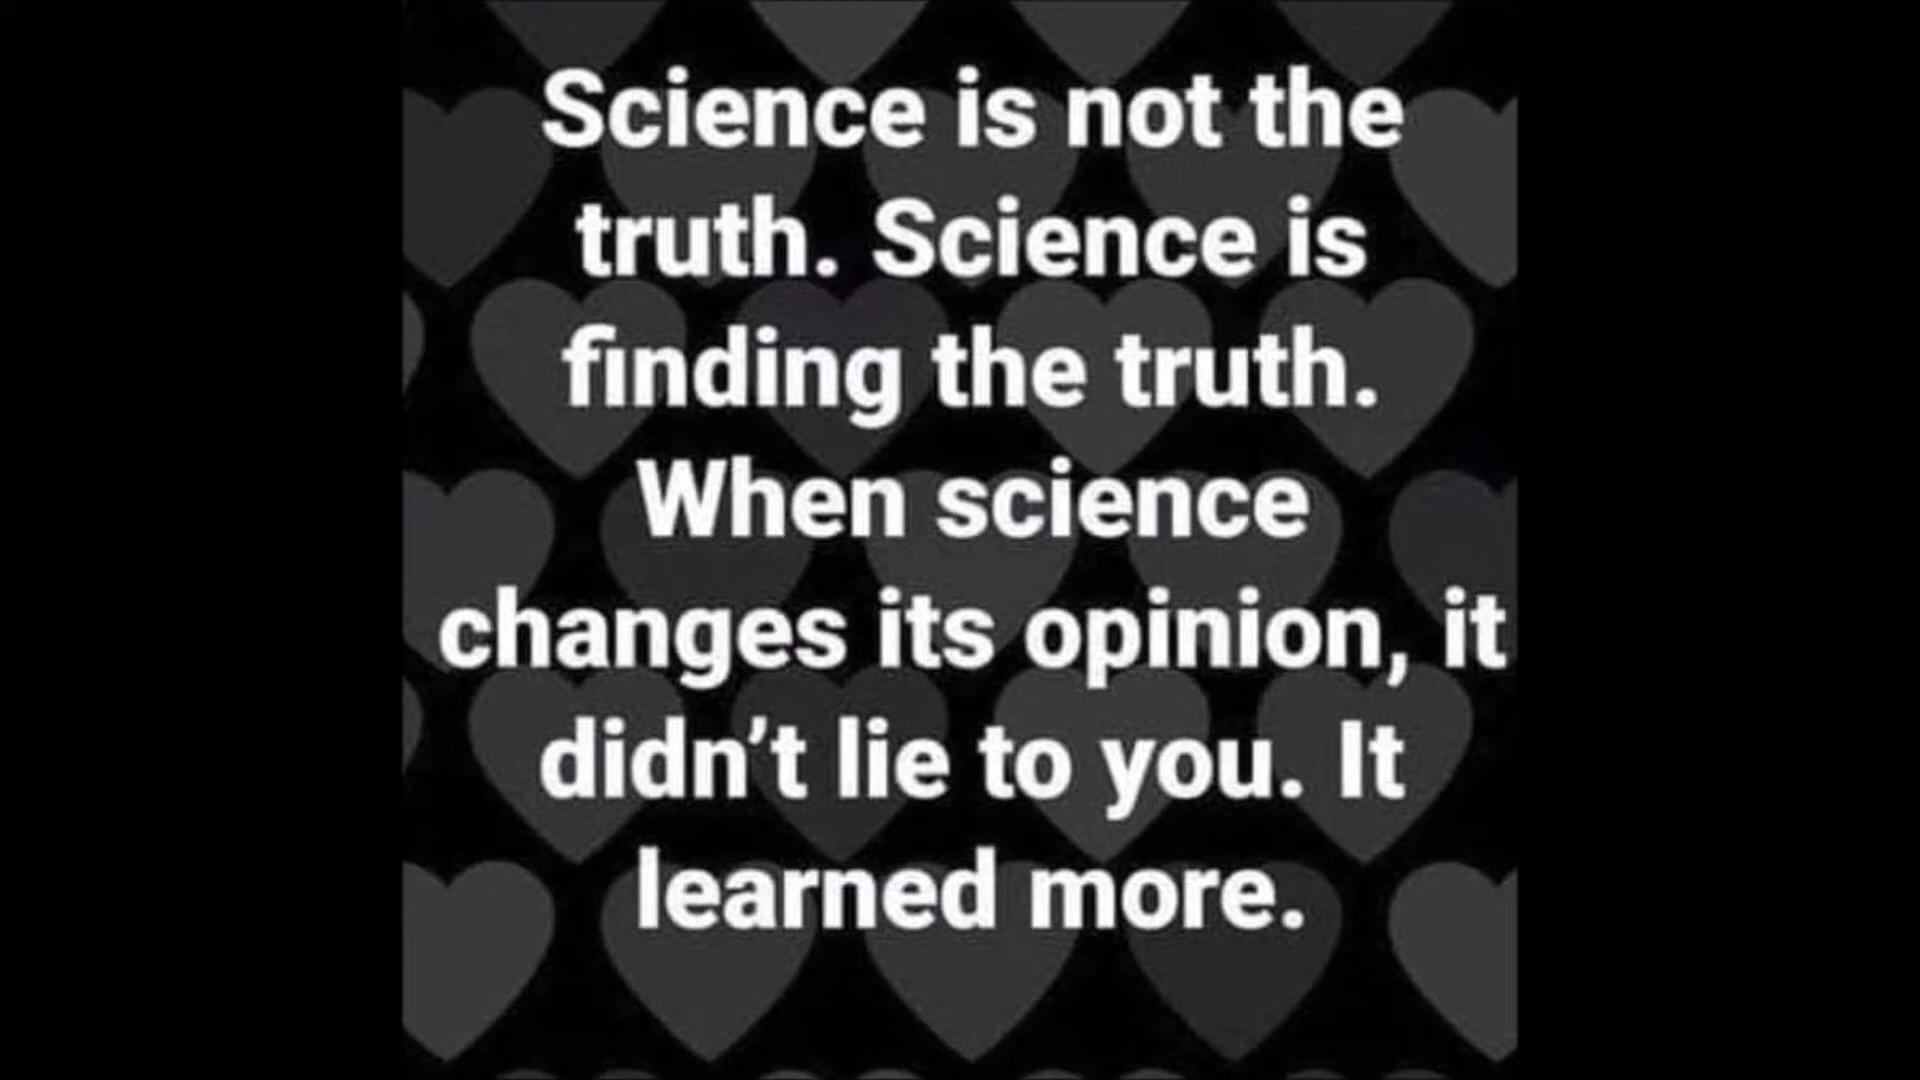 Science is not the
truth. Science is
finding the truth.
When science
changes its opinion, it
didn’t lie to you. It
learned more.